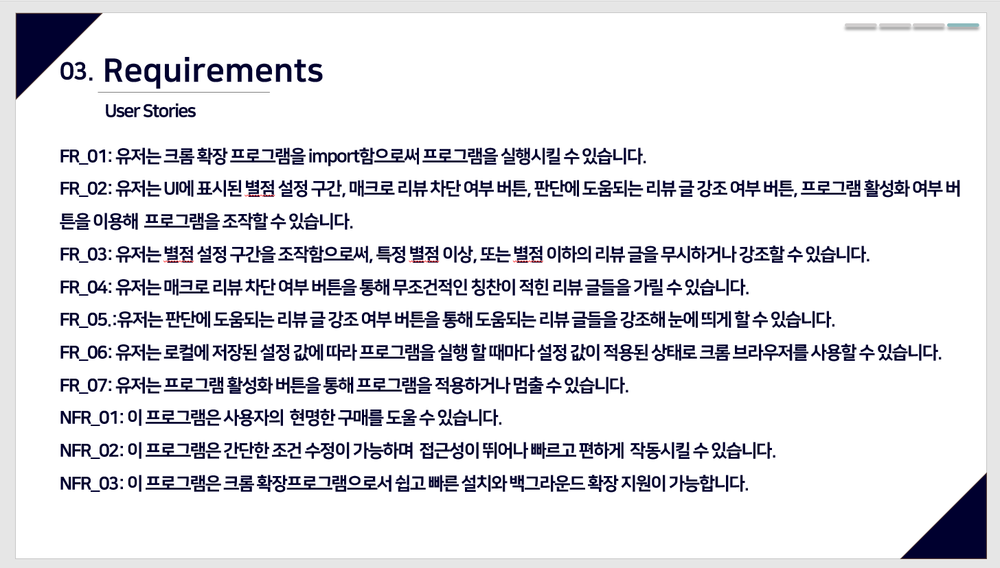 03. Requirements
User Stories
FR_01: 유저는 크롬 확장 프로그램을 import함으로써 프로그램을 실행시킬 수 있습니다.
FR_02: 유저는 UI에 표시된 별점 설정 구간, 매크로 리뷰 차단 여부 버튼, 판단에 도움되는 리뷰 글 강조 여부 버튼, 프로그램 활성화 여부 버
튼을 이용해 프로그램을 조작할 수 있습니다.
FR_03: 유저는 별점 설정 구간을 조작함으로써, 특정 별점 이상, 또는 별점 이하의 리뷰 글을 무시하거나 강조할 수 있습니다.
FR_04: 유저는 매크로 리뷰 차단 여부 버튼을 통해 무조건적인 칭찬이 적힌 리뷰 글들을 가릴 수 있습니다.
FR_05.:유저는 판단에 도움되는 리뷰 글 강조 여부 버튼을 통해 도움되는 리뷰 글들을 강조해 눈에 띄게 할 수 있습니다.
FR_06: 유저는 로컬에 저장된 설정 값에 따라 프로그램을 실행 할 때마다 설정 값이 적용된 상태로 크롬 브라우저를 사용할 수 있습니다.
FR_07: 유저는 프로그램 활성화 버튼을 통해 프로그램을 적용하거나 멈출 수 있습니다.
NFR_01: 이 프로그램은 사용자의 현명한 구매를 도울 수 있습니다.
NFR_02: 이 프로그램은 간단한 조건 수정이 가능하며 접근성이 뛰어나 빠르고 편하게 작동시킬 수 있습니다.
NFR_03: 이 프로그램은 크롬 확장프로그램으로서 쉽고 빠른 설치와 백그라운드 확장 지원이 가능합니다.